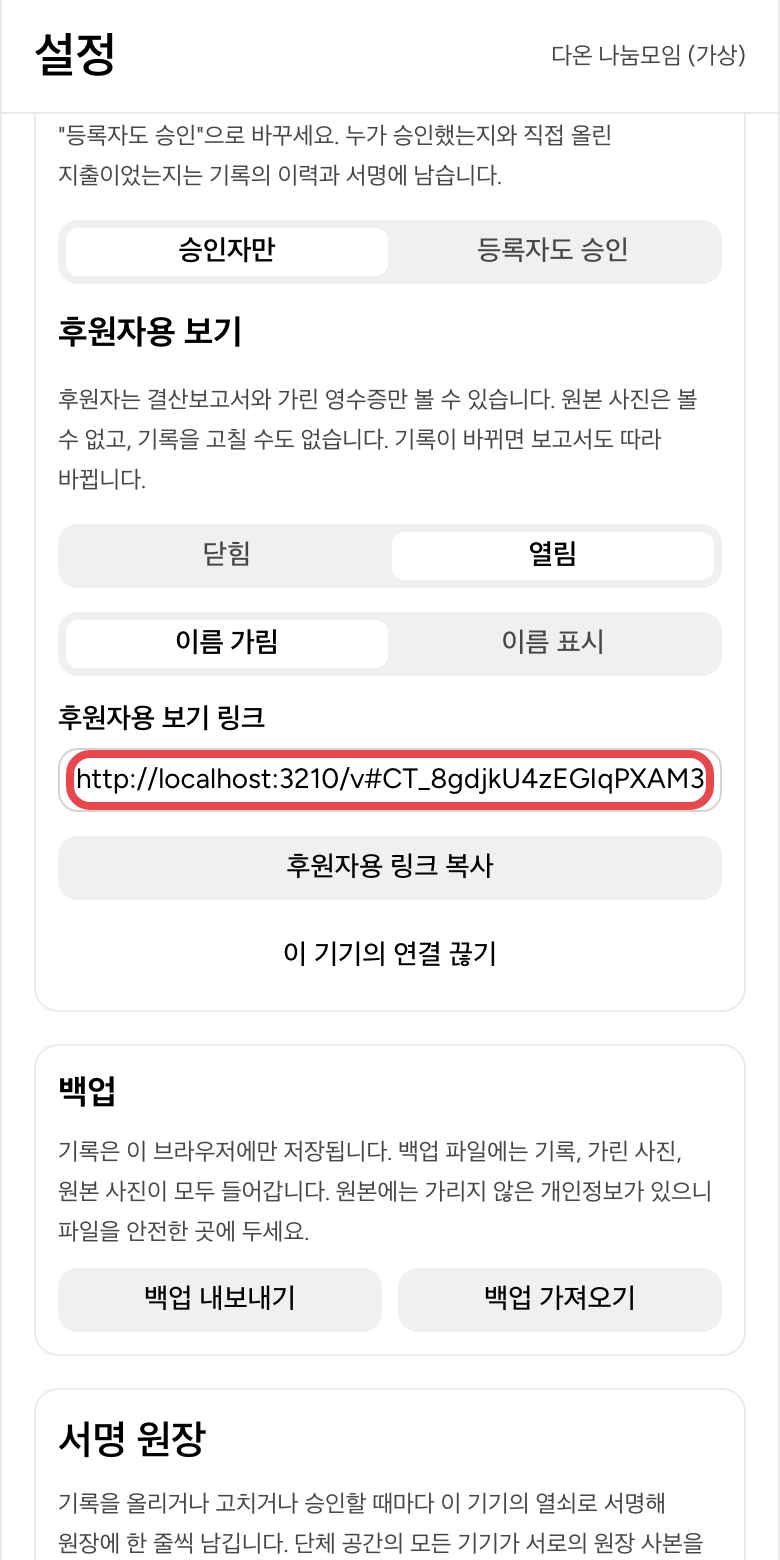 설정
다온 나눔모임 (가상)
"등록자도 승인"으로 바꾸세요. 누가 승인했는지와 직접 올린
지출이었는지는 기록의 이력과 서명에 남습니다.
승인자만
등록자도 승인
후원자용 보기
후원자는 결산보고서와 가린 영수증만 볼 수 있습니다. 원본 사진은 볼
수 없고, 기록을 고칠 수도 없습니다. 기록이 바뀌면 보고서도 따라
바뀝니다.
닫힘
열림
이름 가림
이름 표시
후원자용 보기 링크
http://localhost:3210/v#CT_8gdjkU4zEGIqPXAM3
후원자용 링크 복사
이 기기의 연결 끊기
백업
기록은 이 브라우저에만 저장됩니다. 백업 파일에는 기록, 가린 사진,
원본 사진이 모두 들어갑니다. 원본에는 가리지 않은 개인정보가 있으니
파일을 안전한 곳에 두세요.
백업 내보내기
백업 가져오기
서명 원장
기록을 올리거나 고치거나 승인할 때마다 이 기기의 열쇠로 서명해
원장에 한 줄씩 남깁니다. 단체 공간의 모든 기기가 서로의 원장 사본을